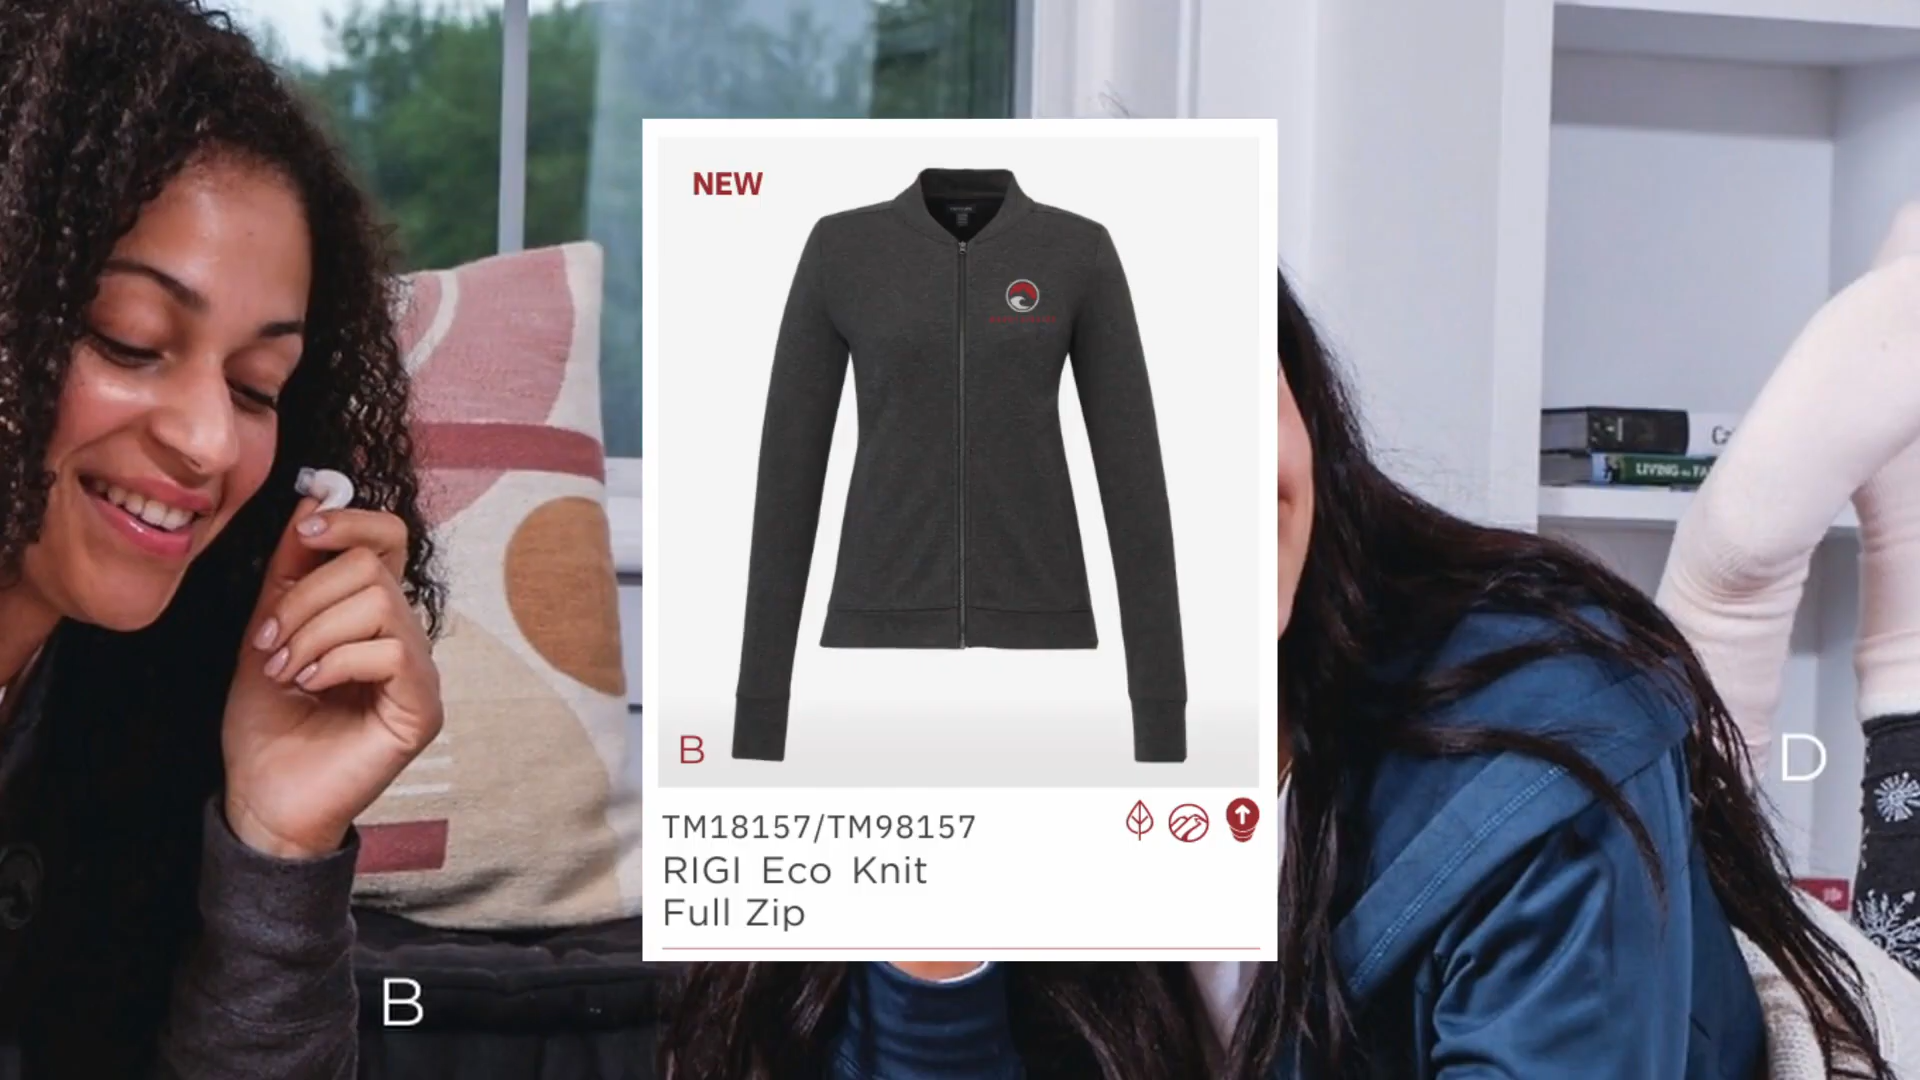 NEW
B
TM18157/TM98157
RIGI Eco Knit
Full Zip
LIVING
B
D